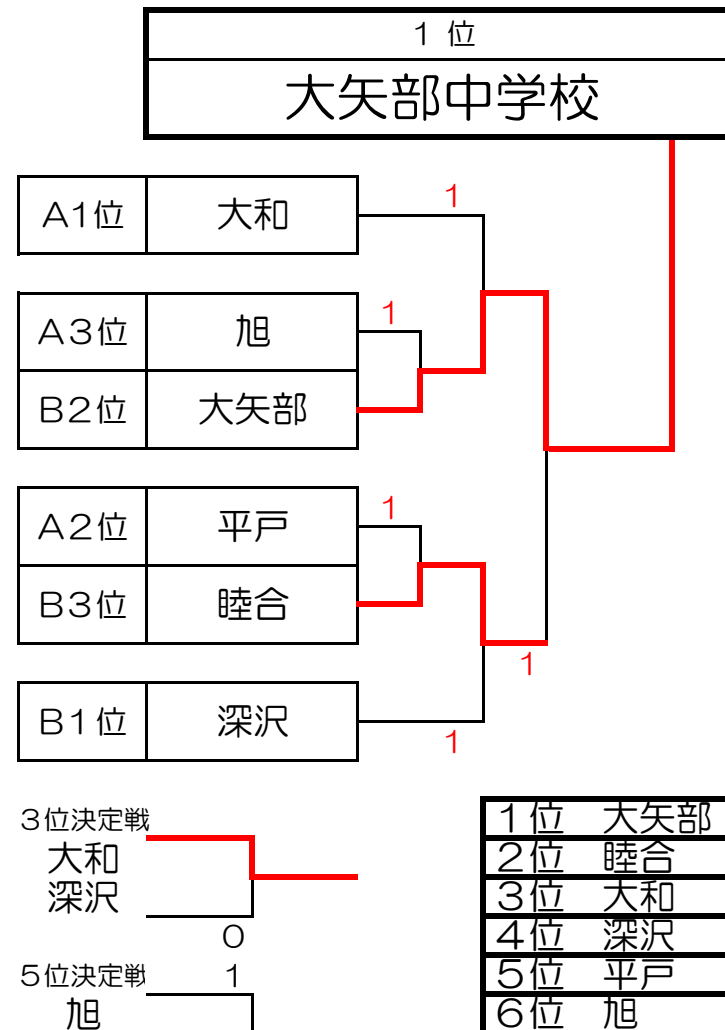 1 位
大矢部中学校
1
A1位 大和
1
A3位 旭
B2位 大矢部
1
A2位 平戸
B3位 睦合
1
B1位 深沢
1
3位決定戦
大和
深沢
0
5位決定戦 1
旭
1位 大矢部
2位 睦合
3位 大和
4位 深沢
5位 平戸
6位 旭